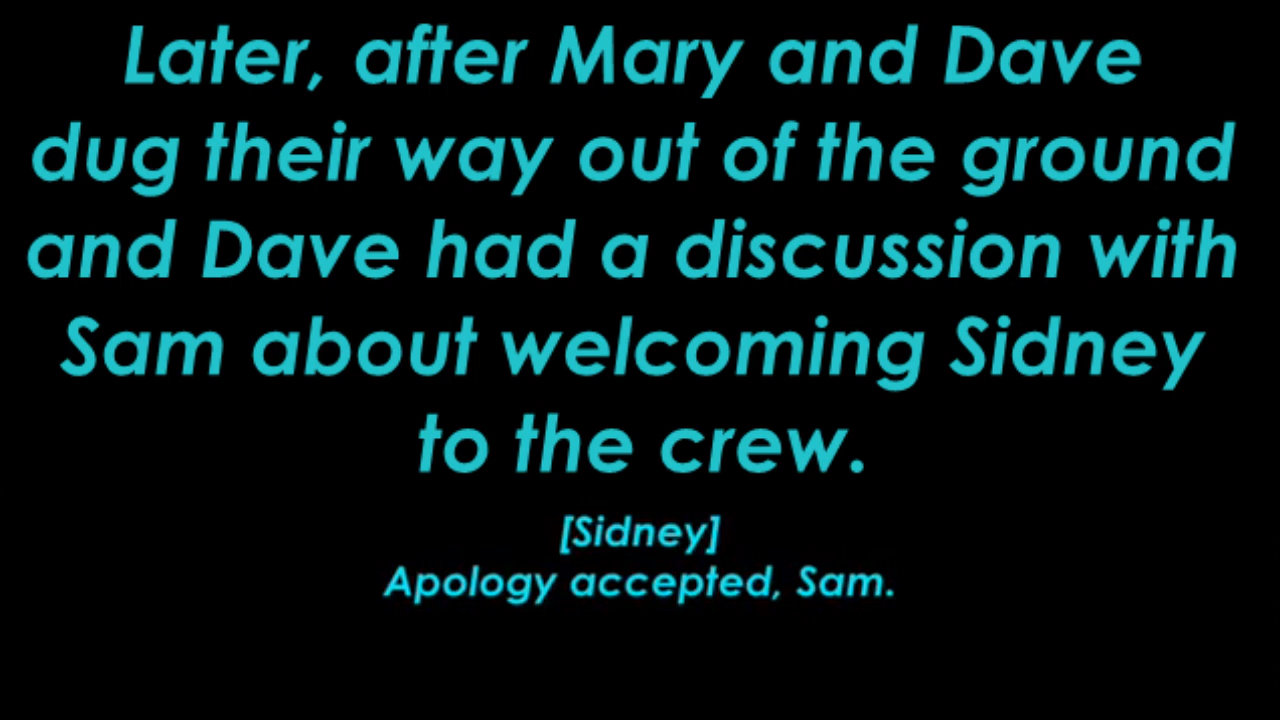 Later, after Mary and Dave
dug their way out of the ground
and Dave had a discussion with
Sam about welcoming Sidney
to the crew.
[Sidney]
Apology accepted, Sam.